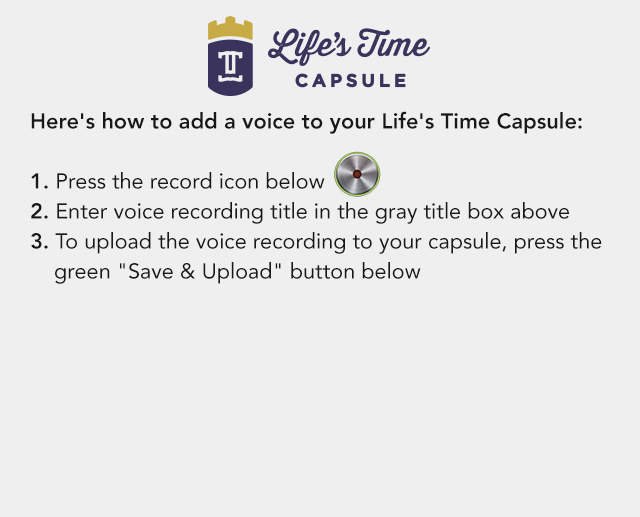 Life's Time
CAPSULE
Here's how to add a voice to your Life's Time Capsule:
1. Press the record icon below
2. Enter voice recording title in the gray title box above
3. To upload the voice recording to your capsule, press the
green "Save & Upload" button below